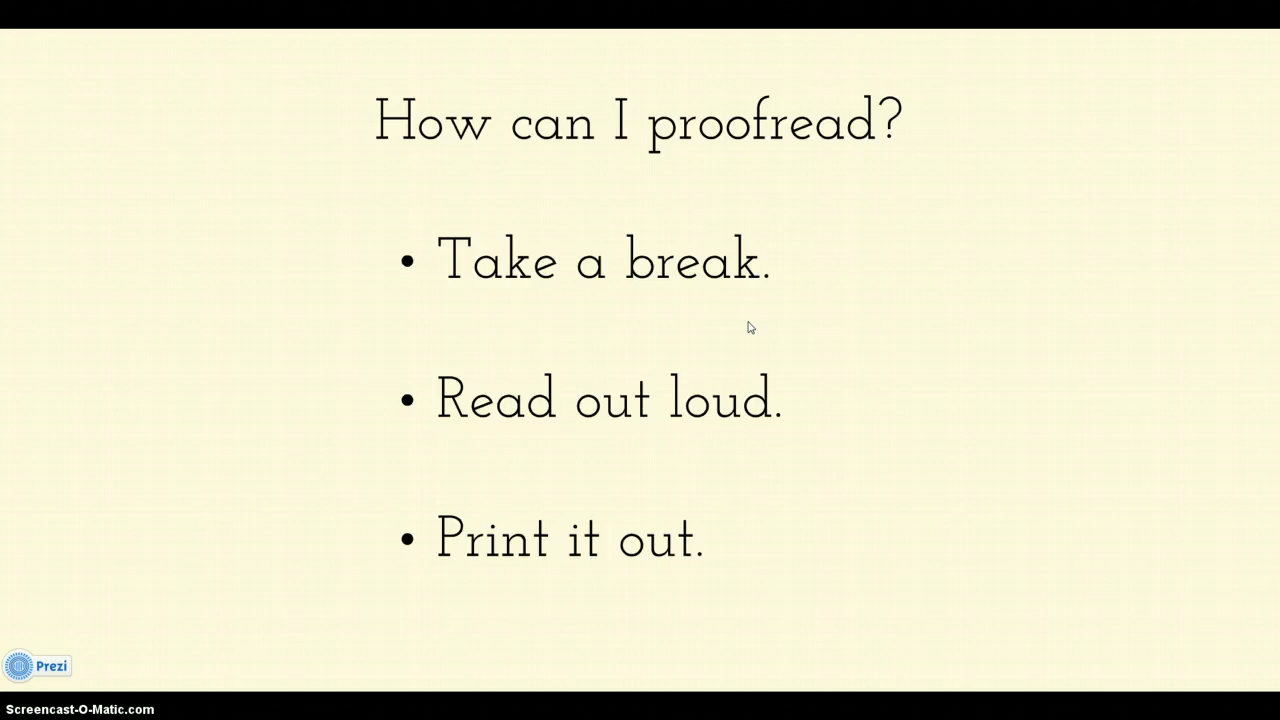 How can I proofread?
• Take a break.
• Read out loud.
• Print it out.
Prezi
Screencast-O-Matic.com